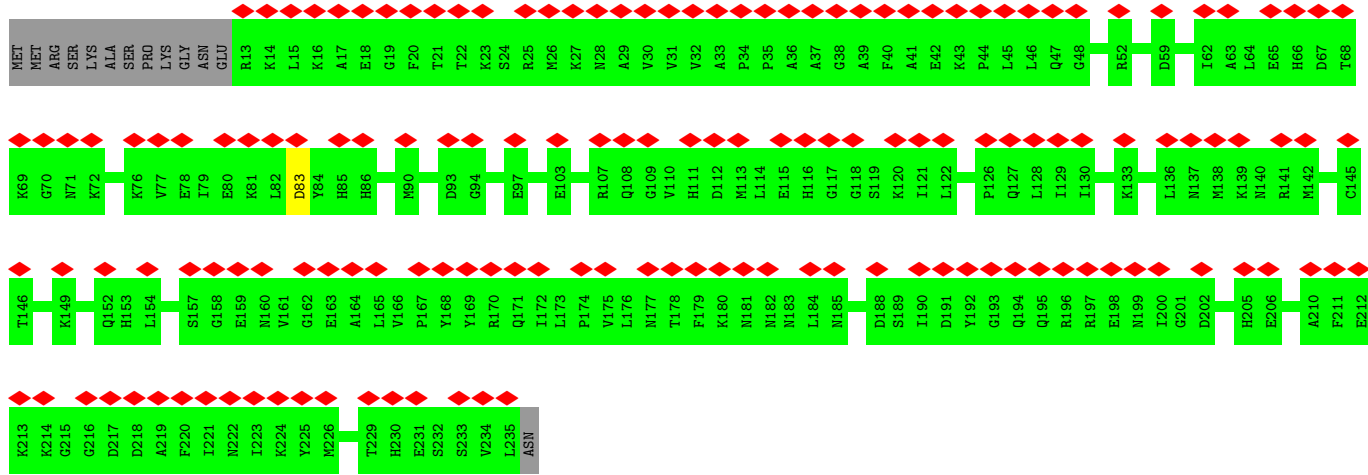 MET MET ARG SER LYS ALA SER PRO LYS GLY ASN GLU R13 K14 L15 K16 A17 E18 G19 F20 T21 T22 K23 S24 R25 M26 K27 N28 A29 V30 V31 V32 A33 P34 P35 A36 A37 G38 A39 F40 A41 E42 K43 P44 L45 L46 Q47 G48 R52 D59 I62 A63 L64 E65 H66 D67 T68
K69 G70 N71 K72 K76 V77 E78 I79 E80 K81 L82 D83 Y84 H85 H86 M90 D93 G94 E97 E103 R107 Q108 G109 V110 H111 D112 M113 L114 E115 H116 G117 G118 S119 K120 I121 L122 P126 Q127 L128 I129 I130 K133 L136 N137 M138 K139 N140 R141 M142 C145
T146 K149 Q152 H153 L154 S157 G158 E159 N160 V161 G162 E163 A164 L165 V166 P167 Y168 Y169 R170 Q171 I172 L173 P174 V175 L176 N177 T178 F179 K180 N181 N182 N183 L184 N185 D188 S189 I190 D191 Y192 G193 Q194 Q195 R196 R197 E198 N199 I200 G201 D202 H205 E206 A210 F211 E212
K213 K214 G215 G216 D217 D218 A219 F220 I221 N222 I223 K224 Y225 M226 T229 H230 E231 S232 S233 V234 L235 ASN